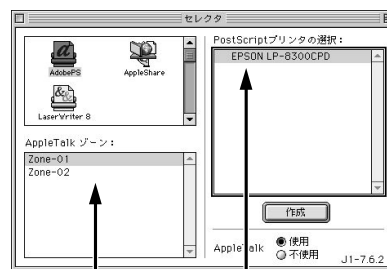 セレクタ
AdobePS
AppleShare
LaserWriter 8
PostScriptプリンタの選択：
EPSON LP-8300CPD
AppleTalk ゾーン：
Zone-01
Zone-02
作成
AppleTalk
使用
不使用
J1-7.6.2